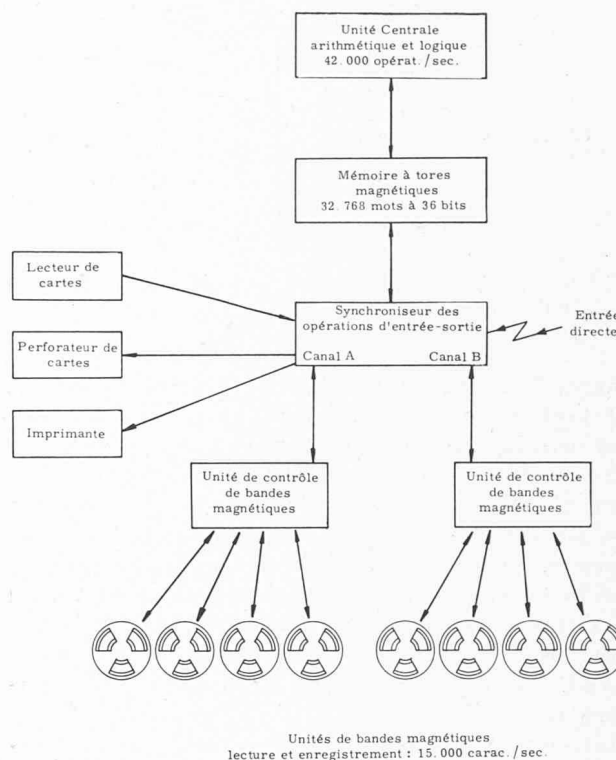 Unité Centrale
arithmétique et logique
42.000 opérat./sec.
Mémoire à tores
magnétiques
32.768 mots à 36 bits
Lecteur de
cartes
Synchroniseur des
opérations d'entrée-sortie
Canal A
Canal B
Entrée
directe
Perforateur de
cartes
Imprimante
Unité de contrôle
de bandes
magnétiques
Unité de contrôle
de bandes
magnétiques
Unités de bandes magnétiques
lecture et enregistrement : 15.000 carac./sec.